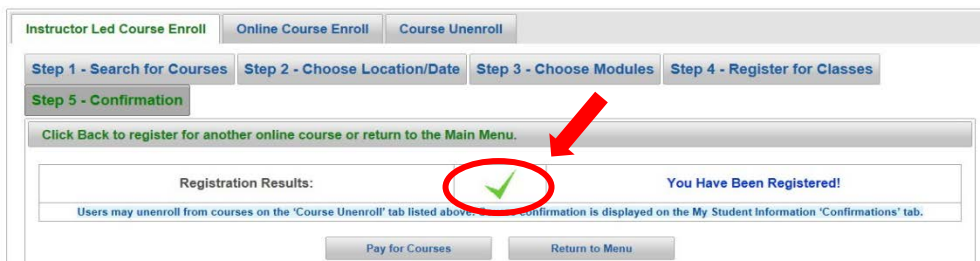 Instructor Led Course Enroll Online Course Enroll Course Unenroll
Step 1 - Search for Courses Step 2 - Choose Location/Date Step 3 - Choose Modules Step 4 - Register for Classes
Step 5 - Confirmation
Click Back to register for another online course or return to the Main Menu.
Registration Results: You Have Been Registered!
Users may unenroll from courses on the 'Course Unenroll' tab listed above. confirmation is displayed on the My Student Information 'Confirmations' tab.
Pay for Courses Return to Menu